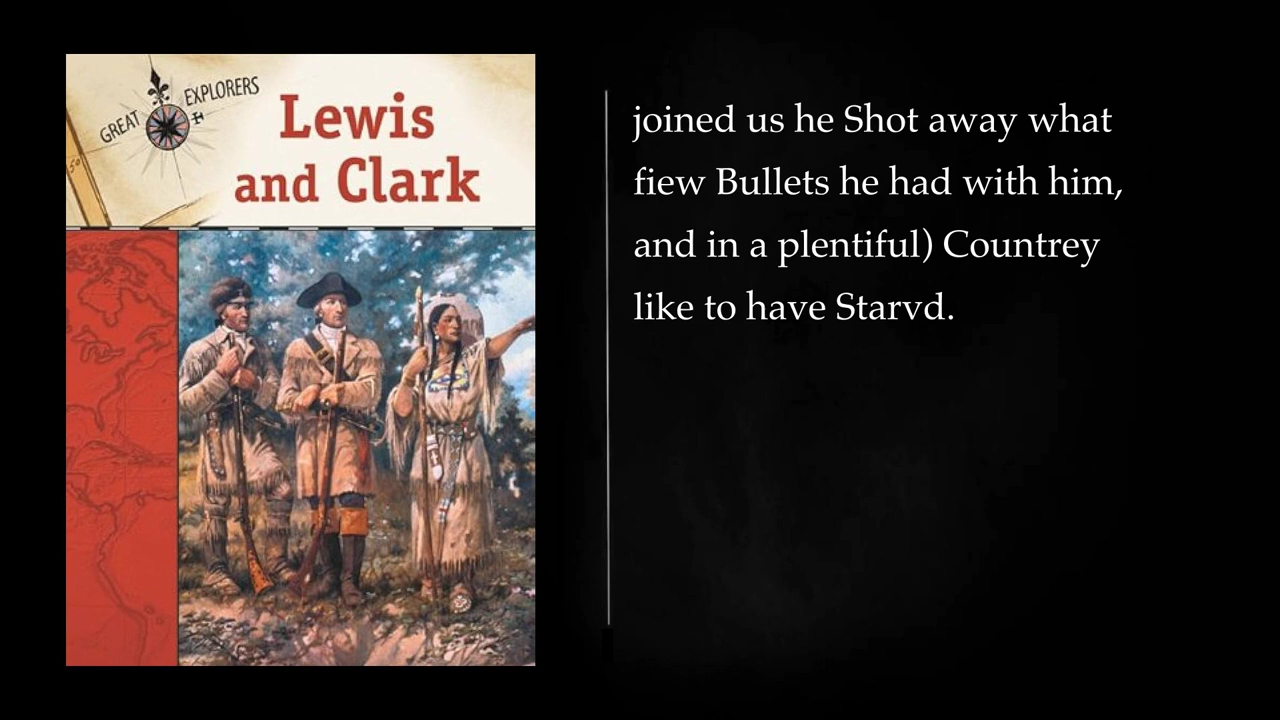 GREAT EXPLORERS
Lewis
and Clark
50
joined us he Shot away what
fiew Bullets he had with him,
and in a plentiful) Countrey
like to have Starvd.